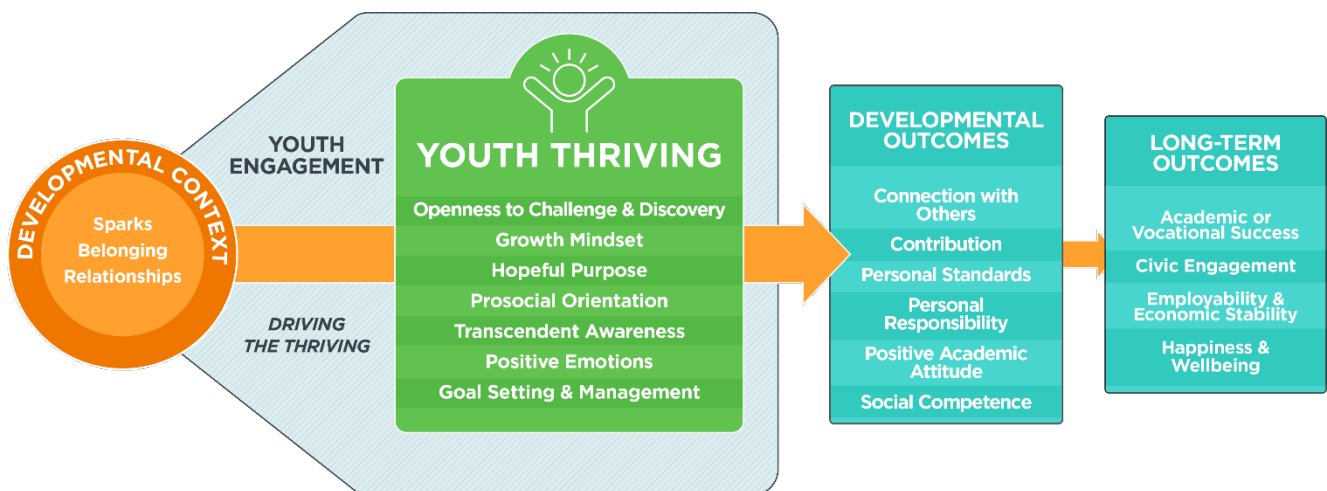 DEVELOPMENTAL CONTEXT
Sparks
Belonging
Relationships
YOUTH
ENGAGEMENT
DRIVING
THE THRIVING
YOUTH THRIVING
Openness to Challenge & Discovery
Growth Mindset
Hopeful Purpose
Prosocial Orientation
Transcendent Awareness
Positive Emotions
Goal Setting & Management
DEVELOPMENTAL
OUTCOMES
Connection with
Others
Contribution
Personal Standards
Personal
Responsibility
Positive Academic
Attitude
Social Competence
LONG-TERM
OUTCOMES
Academic or
Vocational Success
Civic Engagement
Employability &
Economic Stability
Happiness &
Wellbeing